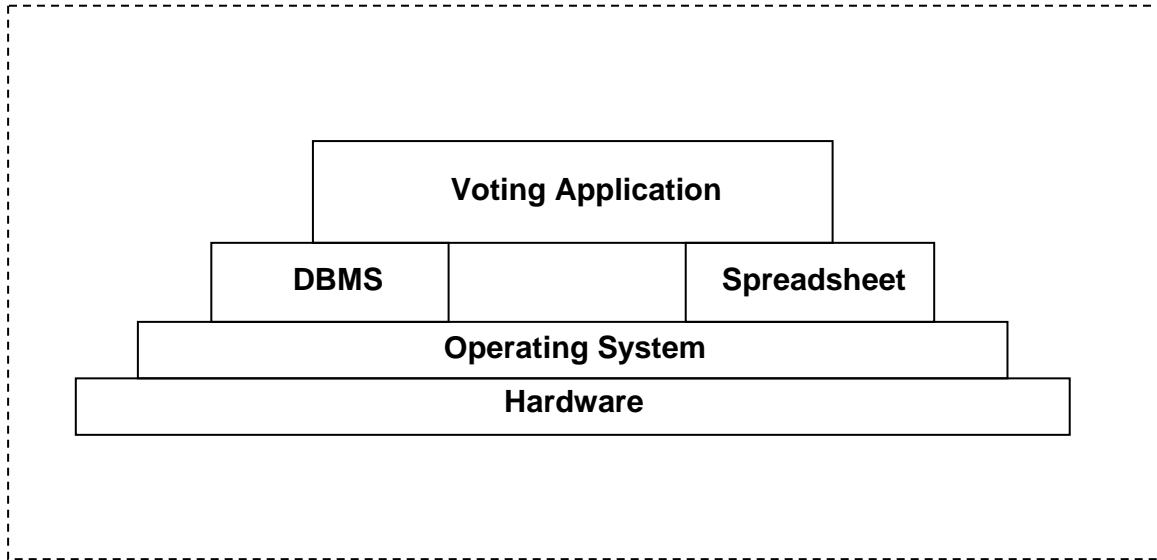 Voting Application
DBMS
Spreadsheet
Operating System
Hardware